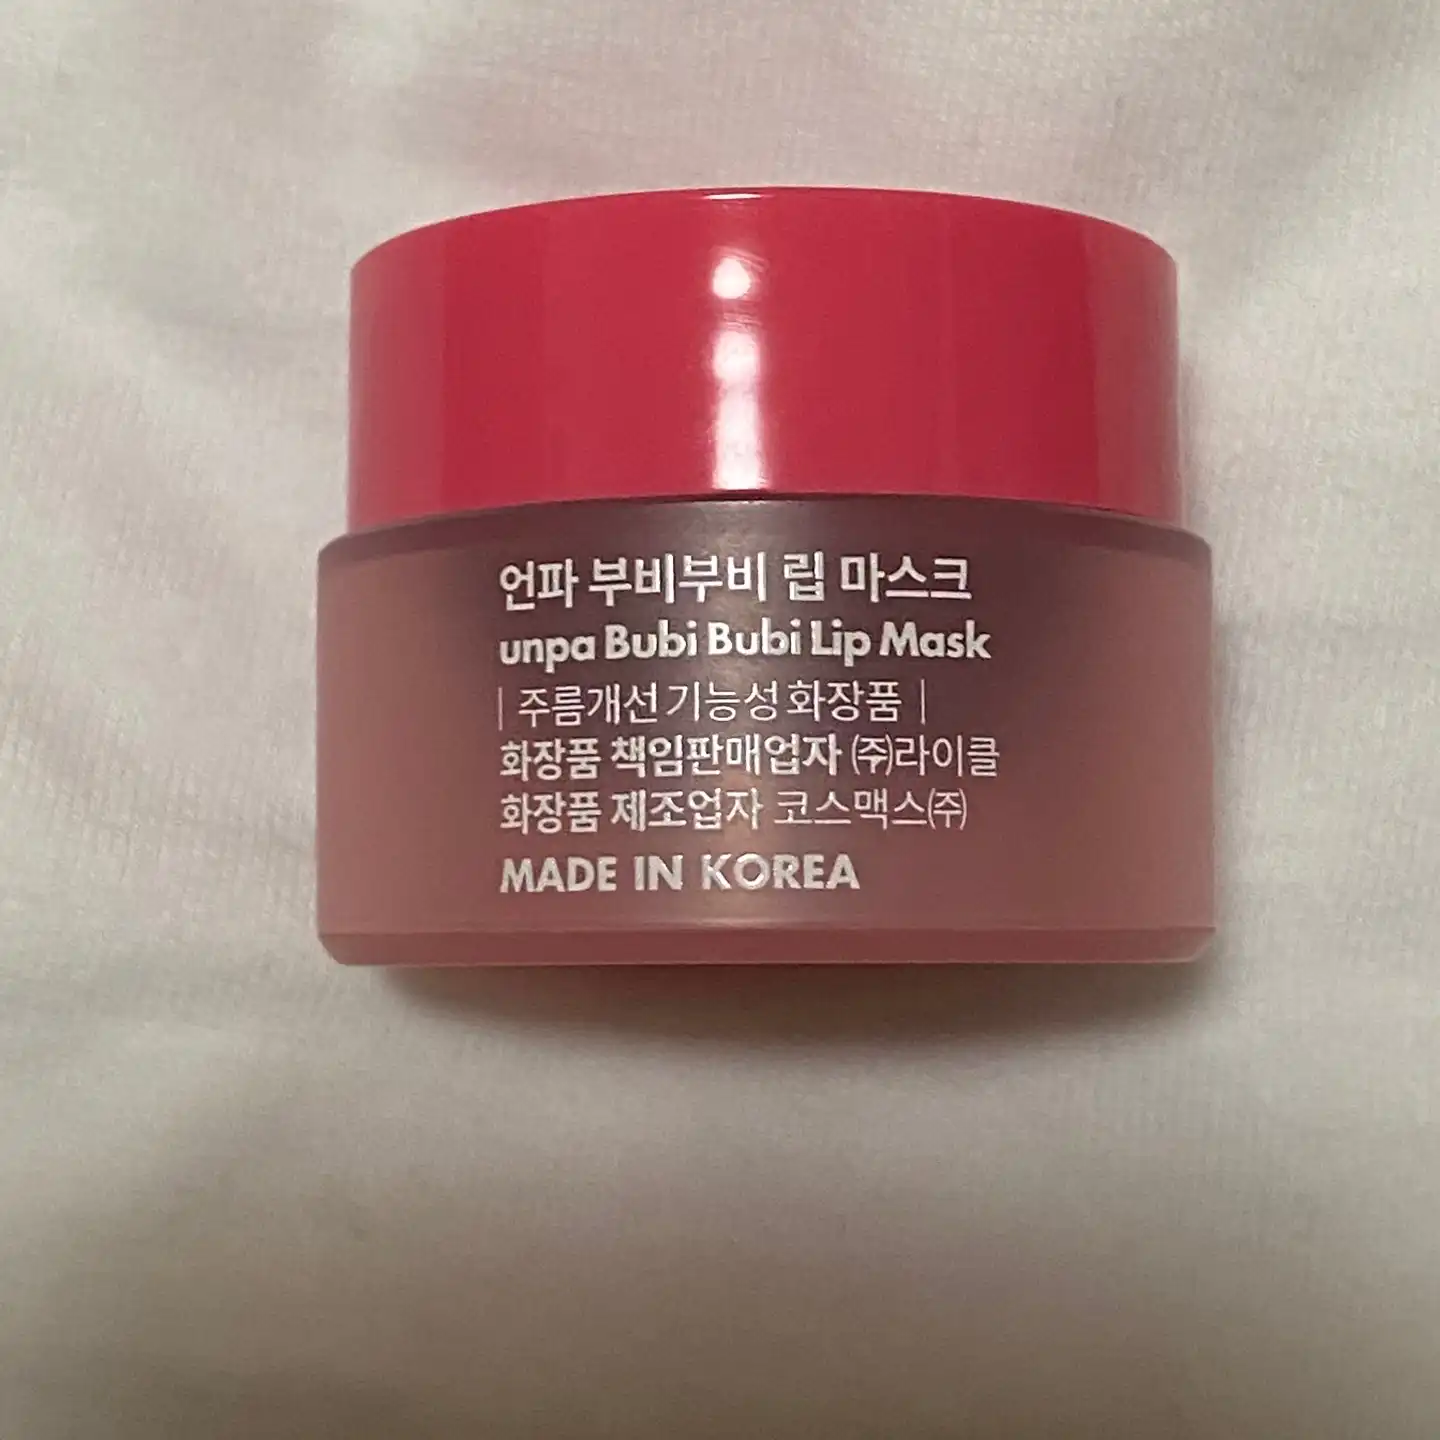 언파 부비부비 립 마스크
unpa Bubi Bubi Lip Mask
| 주름개선 기능성 화장품 |
화장품 책임판매업자 ㈜라이클
화장품 제조업자 코스맥스㈜
MADE IN KOREA